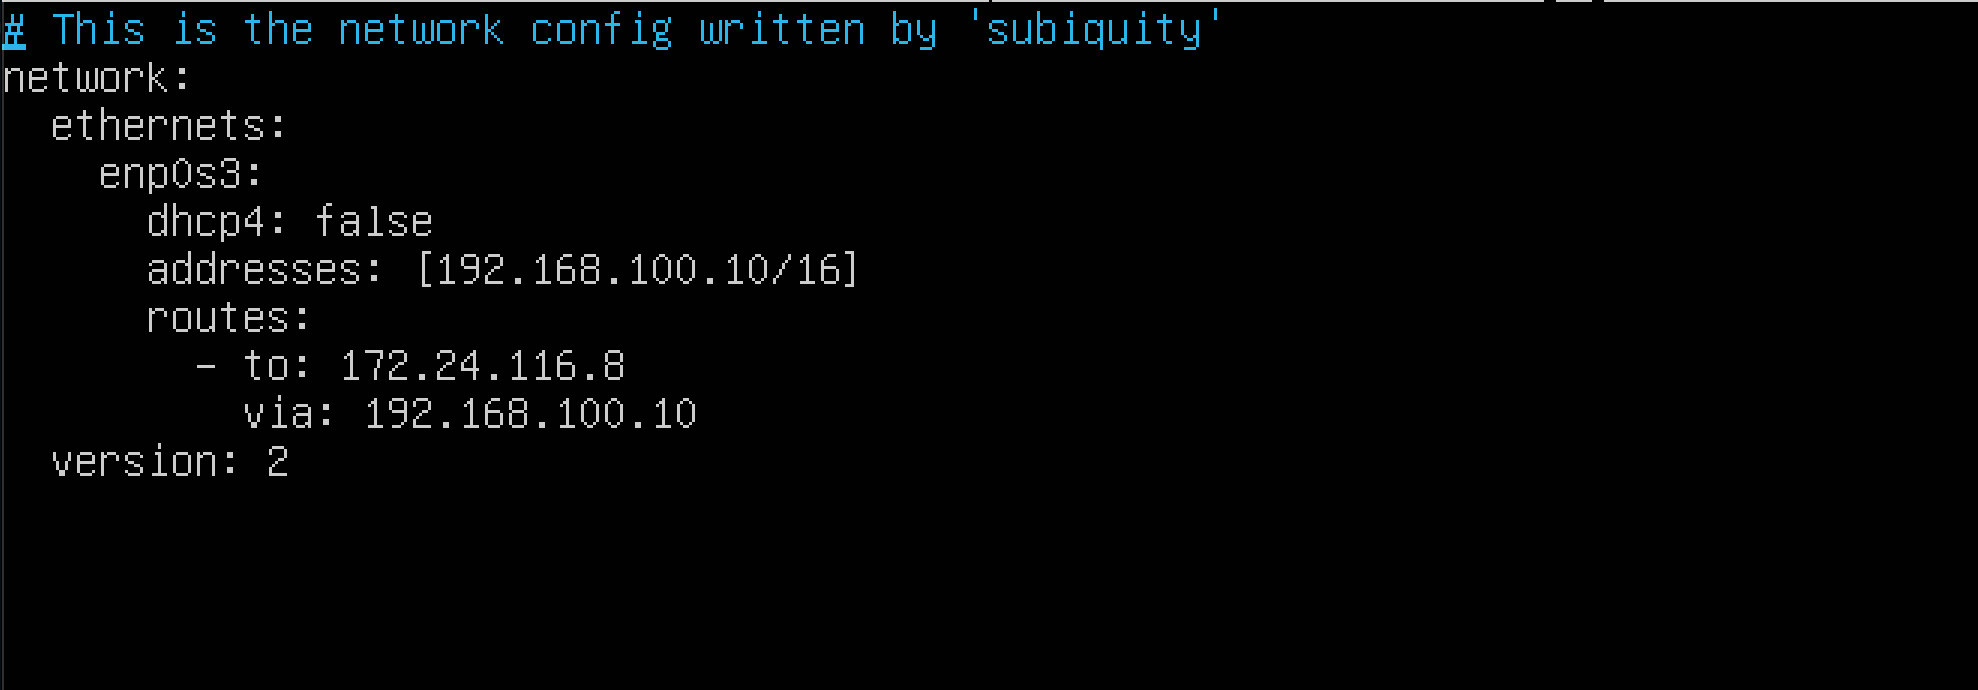 # This is the network config written by 'subiquity'
network:
  ethernets:
    enp0s3:
      dhcp4: false
      addresses: [192.168.100.10/16]
      routes:
        - to: 172.24.116.8
          via: 192.168.100.10
  version: 2